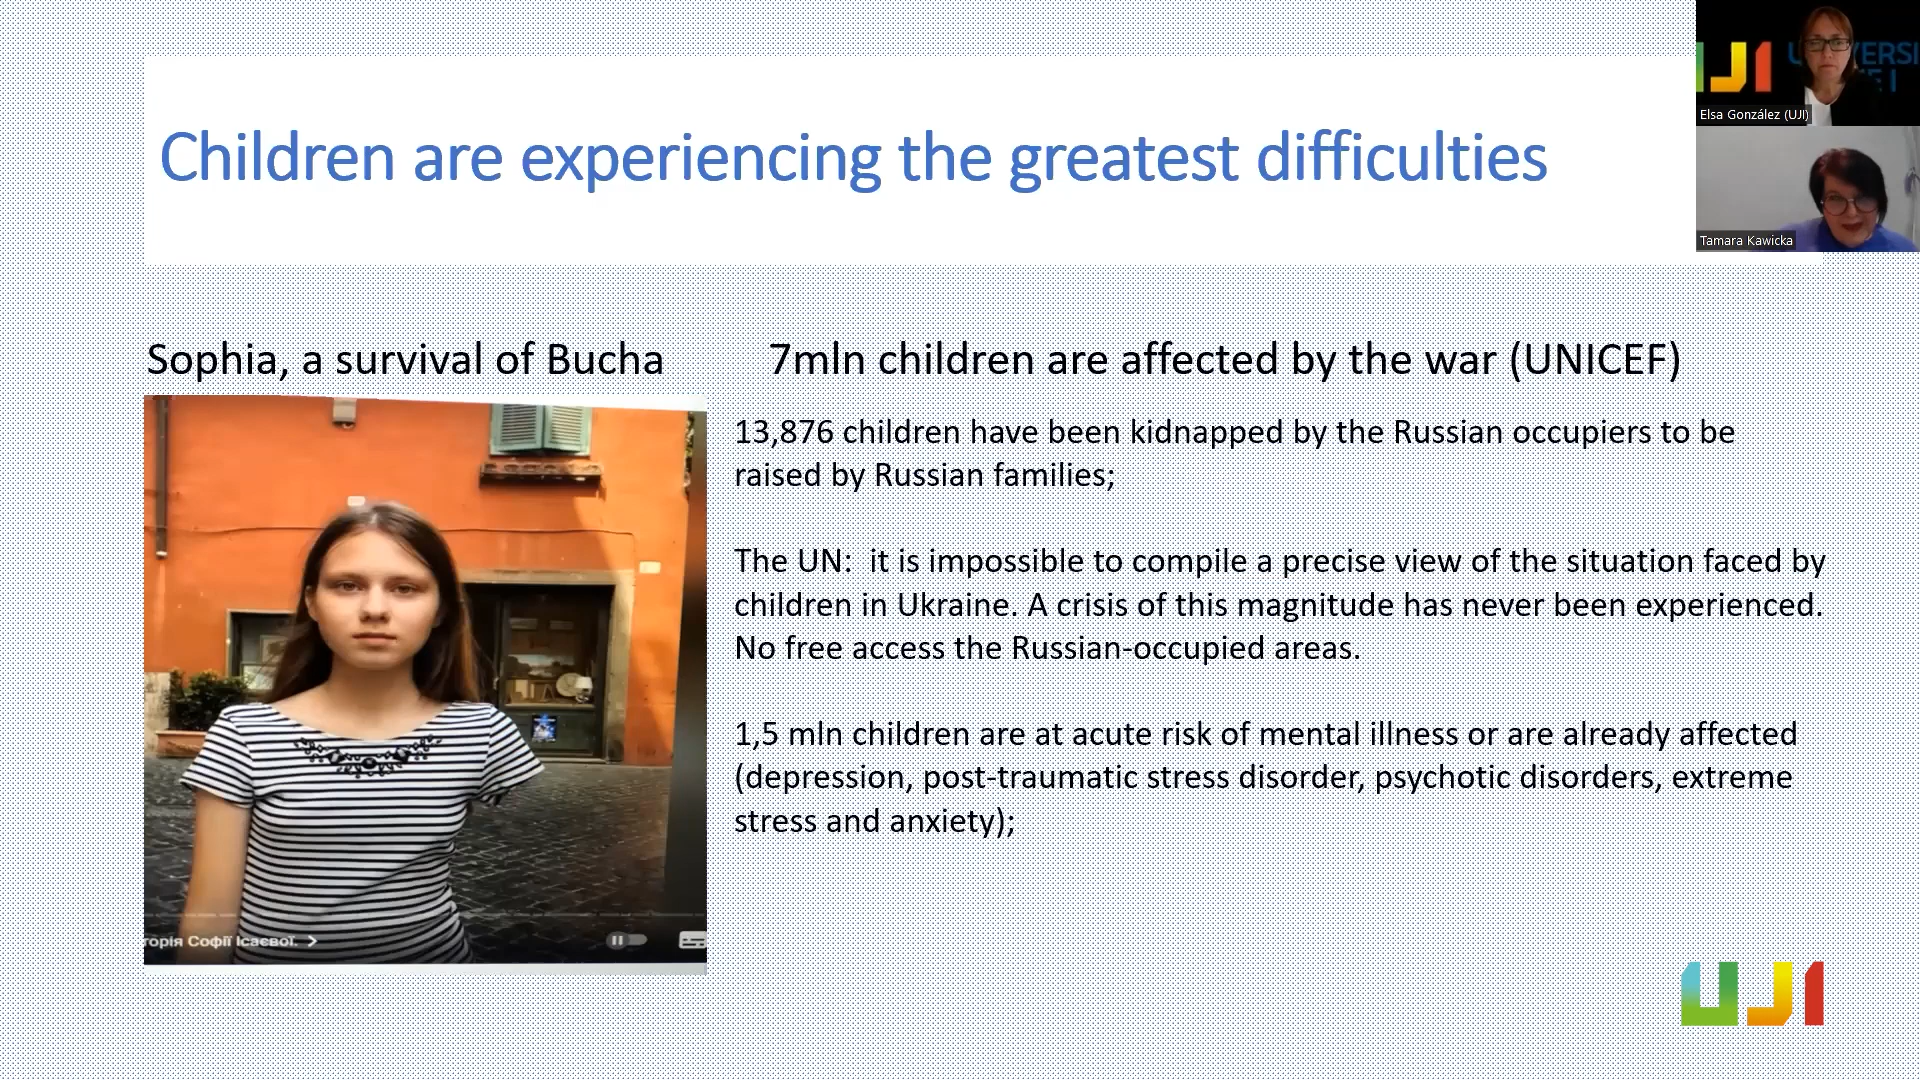 Children are experiencing the greatest difficulties
UJI
Elsa González (UJI)
Tamara Kawicka
Sophia, a survival of Bucha
7mln children are affected by the war (UNICEF)
13,876 children have been kidnapped by the Russian occupiers to be
raised by Russian families;
The UN:  it is impossible to compile a precise view of the situation faced by
children in Ukraine. A crisis of this magnitude has never been experienced.
No free access the Russian-occupied areas.
1,5 mln children are at acute risk of mental illness or are already affected
(depression, post-traumatic stress disorder, psychotic disorders, extreme
stress and anxiety);
торія Софії Ісаєвої.
UJI